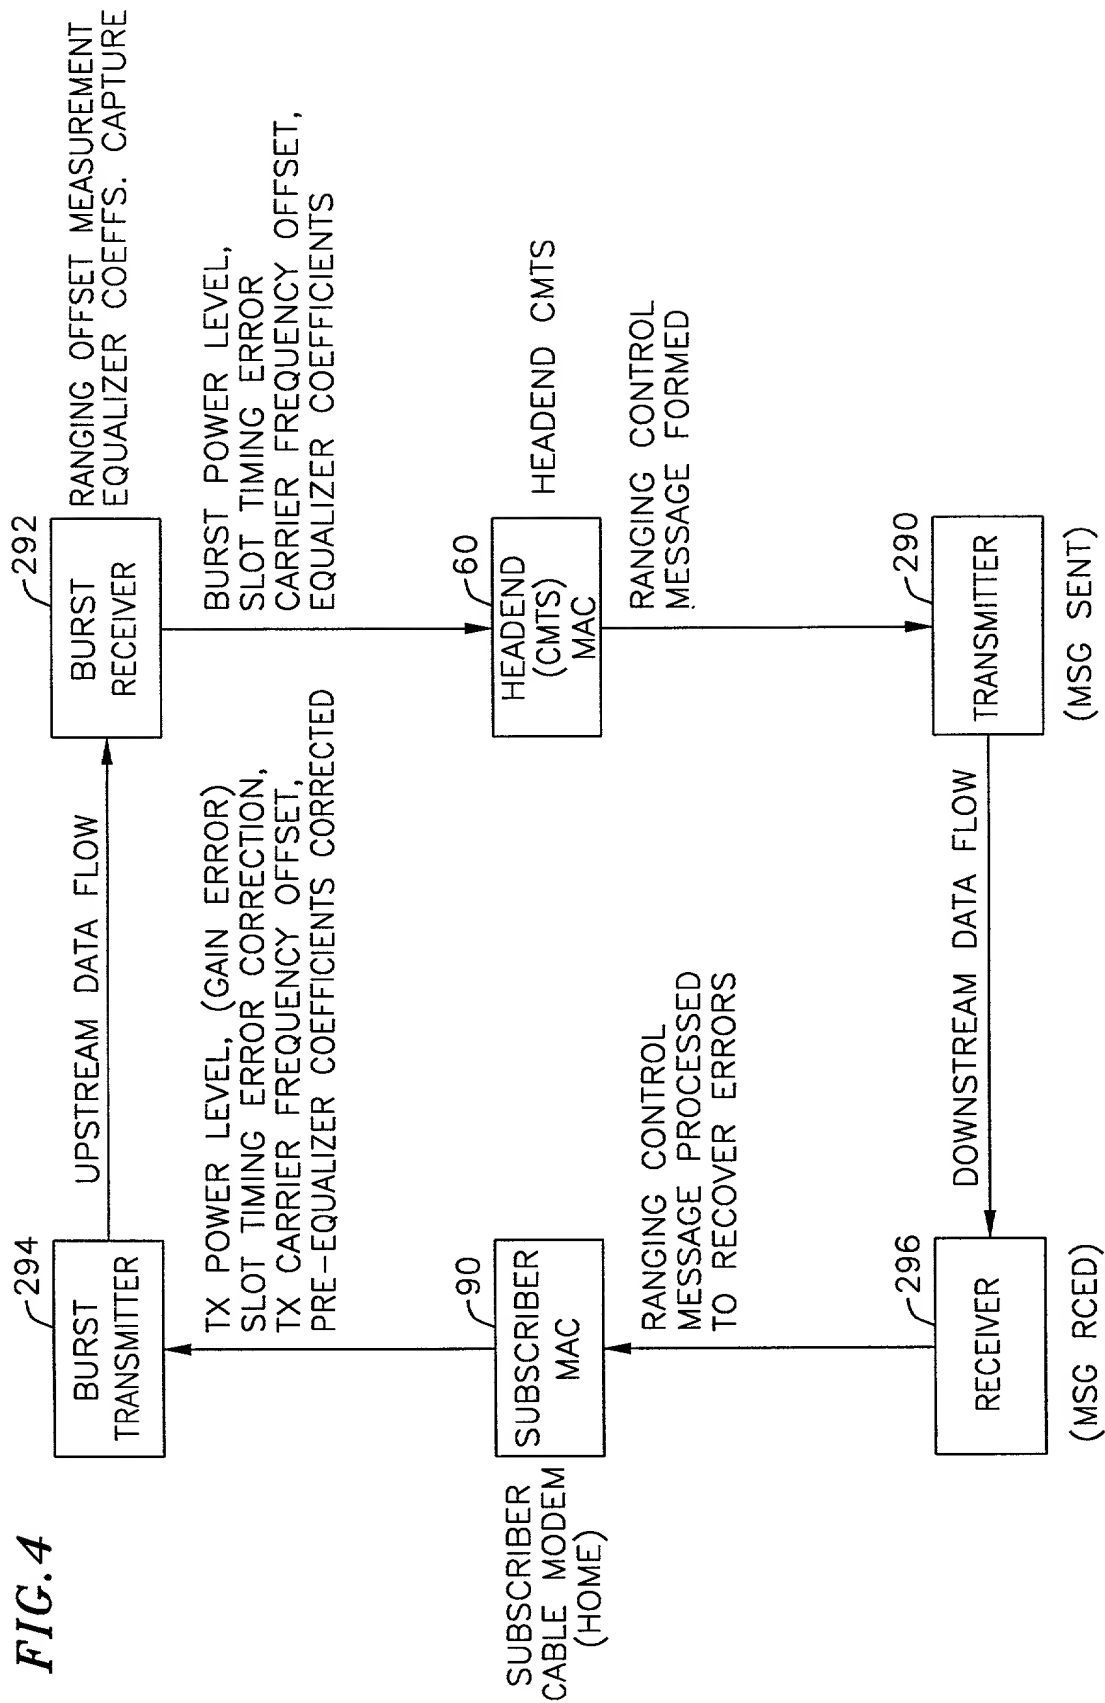 FIG.4
294
BURST
TRANSMITTER
UPSTREAM DATA FLOW
292
BURST
RECEIVER
RANGING OFFSET MEASUREMENT
EQUALIZER COEFFS. CAPTURE
TX POWER LEVEL, (GAIN ERROR)
SLOT TIMING ERROR CORRECTION,
TX CARRIER FREQUENCY OFFSET,
PRE-EQUALIZER COEFFICIENTS CORRECTED
BURST POWER LEVEL,
SLOT TIMING ERROR
CARRIER FREQUENCY OFFSET,
EQUALIZER COEFFICIENTS
SUBSCRIBER
CABLE MODEM
(HOME)
90
SUBSCRIBER
MAC
60
HEADEND
(CMTS)
MAC
HEADEND CMTS
RANGING CONTROL
MESSAGE PROCESSED
TO RECOVER ERRORS
RANGING CONTROL
MESSAGE FORMED
296
RECEIVER
(MSG RCED)
DOWNSTREAM DATA FLOW
290
TRANSMITTER
(MSG SENT)